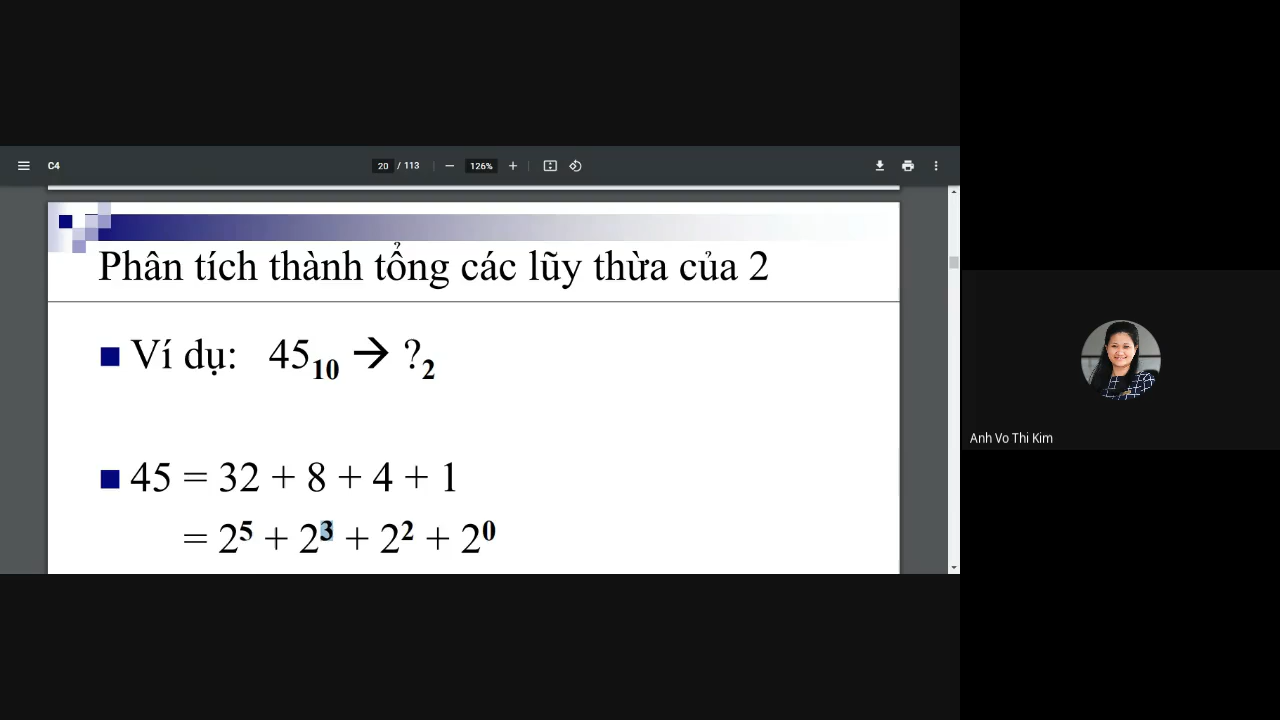 C4
20 / 113
126%
Phân tích thành tổng các lũy thừa của 2
Ví dụ: 45₁₀ → ?₂
45 = 32 + 8 + 4 + 1
= 2⁵ + 2³ + 2² + 2⁰
Anh Vo Thi Kim